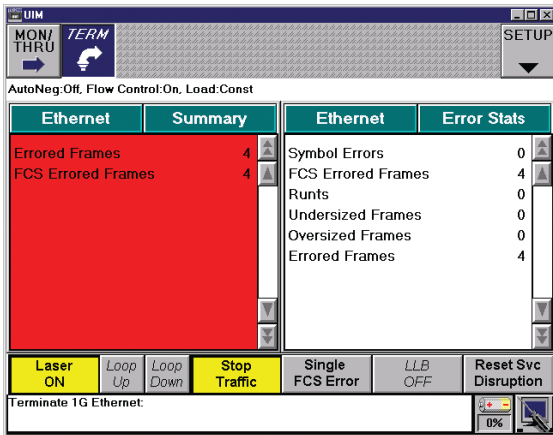 UIM
MON/
THRU
TERM
SETUP
AutoNeg:Off, Flow Control:On, Load:Const
Ethernet Summary
Errored Frames 4
FCS Errored Frames 4
Ethernet Error Stats
Symbol Errors 0
FCS Errored Frames 4
Runts 0
Undersized Frames 0
Oversized Frames 0
Errored Frames 4
Laser
ON
Loop
Up
Loop
Down
Stop
Traffic
Single
FCS Error
LLB
OFF
Reset Svc
Disruption
Terminate 1G Ethernet:
0%